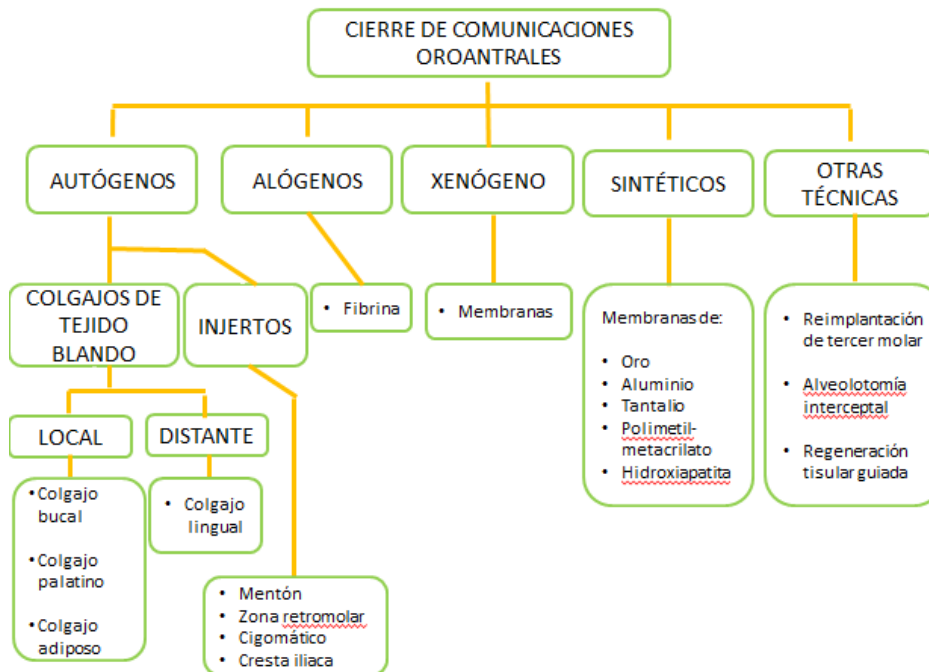 CIERRE DE COMUNICACIONES
OROANTRALES
AUTÓGENOS
ALÓGENOS
XENÓGENO
SINTÉTICOS
OTRAS
TÉCNICAS
COLGAJOS DE
TEJIDO
BLANDO
INJERTOS
• Fibrina
• Membranas
Membranas de:
• Oro
• Aluminio
• Tantalio
• Polimetil-
metacrilato
• Hidroxiapatita
• Reimplantación
de tercer molar
• Alveolotomía
interceptal
• Regeneración
tisular guiada
LOCAL
DISTANTE
• Colgajo
bucal
• Colgajo
palatino
• Colgajo
adiposo
• Colgajo
lingual
• Mentón
• Zona retromolar
• Cigomático
• Cresta iliaca